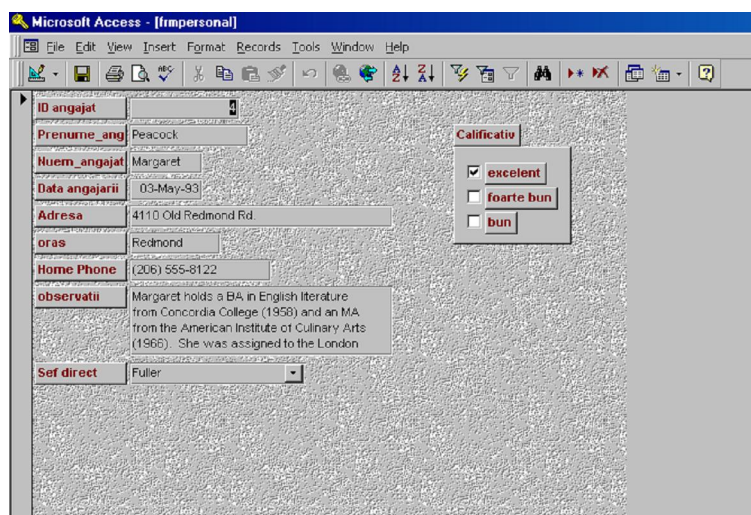 Microsoft Access - [frmpersonal]
File Edit View Insert Format Records Tools Window Help
ID angajat 4
Prenume_ang Peacock
Nuem_angajat Margaret
Data angajarii 03-May-93
Adresa 4110 Old Redmond Rd.
oras Redmond
Home Phone (206) 555-8122
observatii Margaret holds a BA in English literature
from Concordia College (1958) and an MA
from the American Institute of Culinary Arts
(1966). She was assigned to the London
Sef direct Fuller
Calificativ
excelent
foarte bun
bun